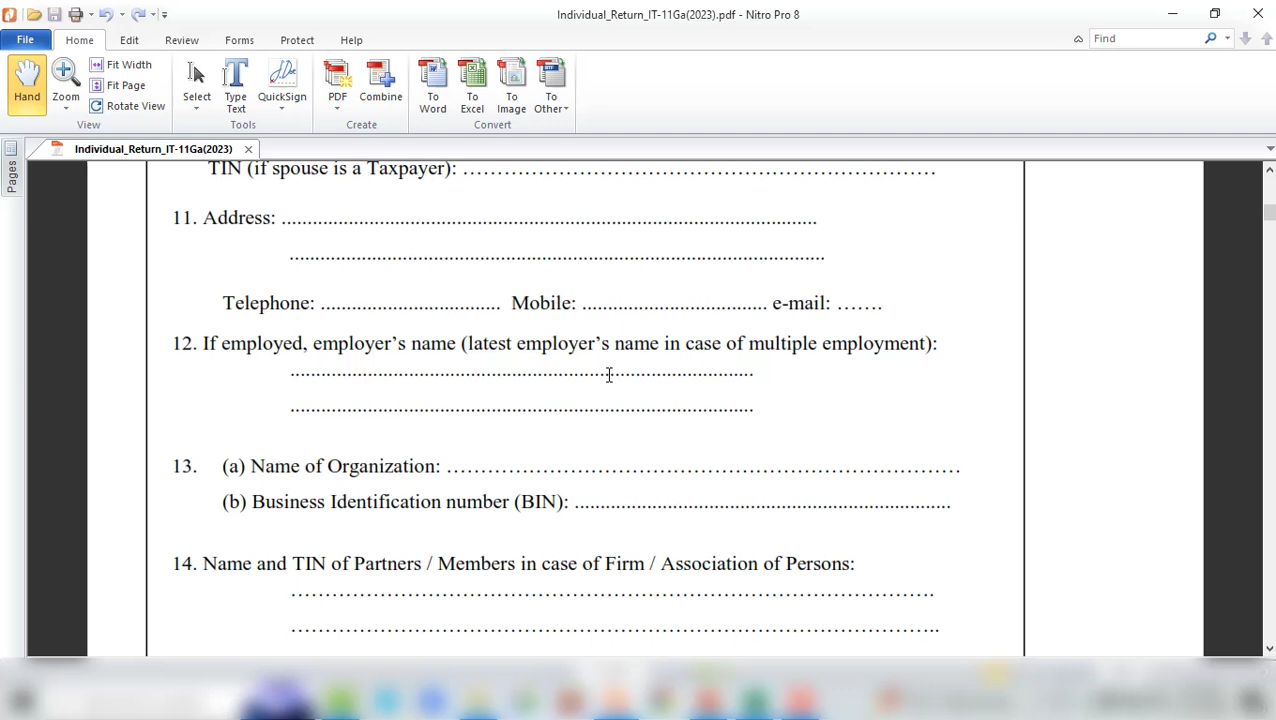 Individual_Return_IT-11Ga(2023).pdf - Nitro Pro 8
File Home Edit Review Forms Protect Help
Find
Hand
Zoom
Fit Width
Fit Page
Rotate View
View
Select
Type Text
QuickSign
Tools
PDF
Combine
Create
To Word
To Excel
To Image
To Other
Convert
Individual_Return_IT-11Ga(2023)
Pages
TIN (if spouse is a Taxpayer): ……………………………………………………………
11. Address: ........................................................................................................
........................................................................................................
Telephone: ................................... Mobile: .................................... e-mail: …….
12. If employed, employer’s name (latest employer’s name in case of multiple employment):
..........................................................................................
..........................................................................................
13. (a) Name of Organization: …………………………………………………………………
(b) Business Identification number (BIN): .........................................................................
14. Name and TIN of Partners / Members in case of Firm / Association of Persons:
………………………………………………………………………………….
…………………………………………………………………………………..